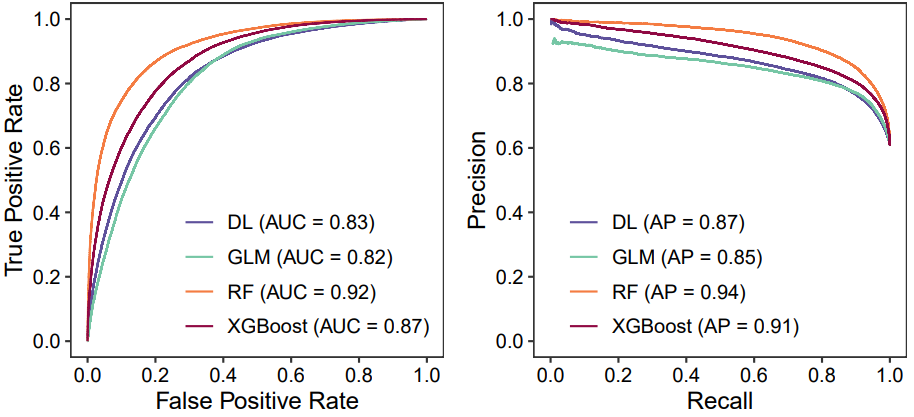 True Positive Rate
1.0
0.8
0.6
0.4
0.2
0.0
DL (AUC = 0.83)
GLM (AUC = 0.82)
RF (AUC = 0.92)
XGBoost (AUC = 0.87)
0.0 0.2 0.4 0.6 0.8 1.0
False Positive Rate
Precision
1.0
0.8
0.6
0.4
0.2
0.0
DL (AP = 0.87)
GLM (AP = 0.85)
RF (AP = 0.94)
XGBoost (AP = 0.91)
0.0 0.2 0.4 0.6 0.8 1.0
Recall